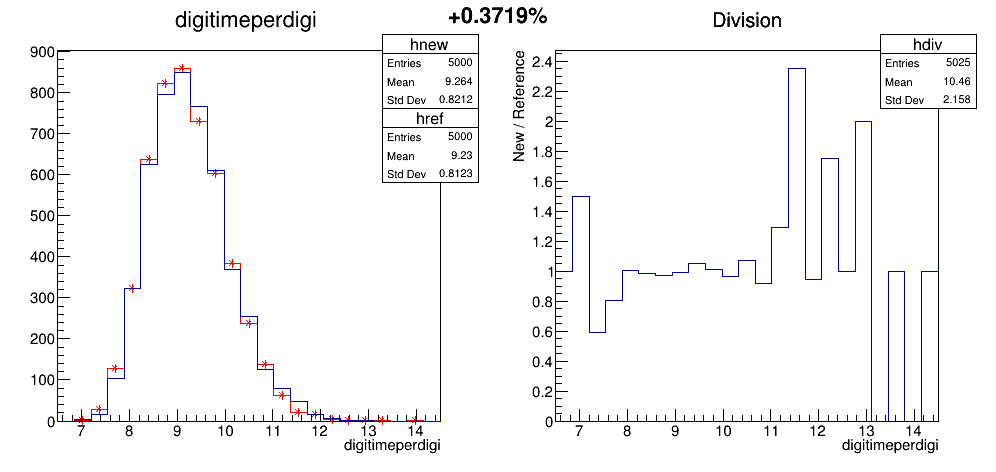 digitimeperdigi
+0.3719%
Division
hnew
Entries 5000
Mean 9.264
Std Dev 0.8212
href
Entries 5000
Mean 9.23
Std Dev 0.8123
900
800
700
600
500
400
300
200
100
0
7 8 9 10 11 12 13 14
digitimeperdigi
hdiv
Entries 5025
Mean 10.46
Std Dev 2.158
New / Reference
2.4
2.2
2
1.8
1.6
1.4
1.2
1
0.8
0.6
0.4
0.2
0
7 8 9 10 11 12 13 14
digitimeperdigi